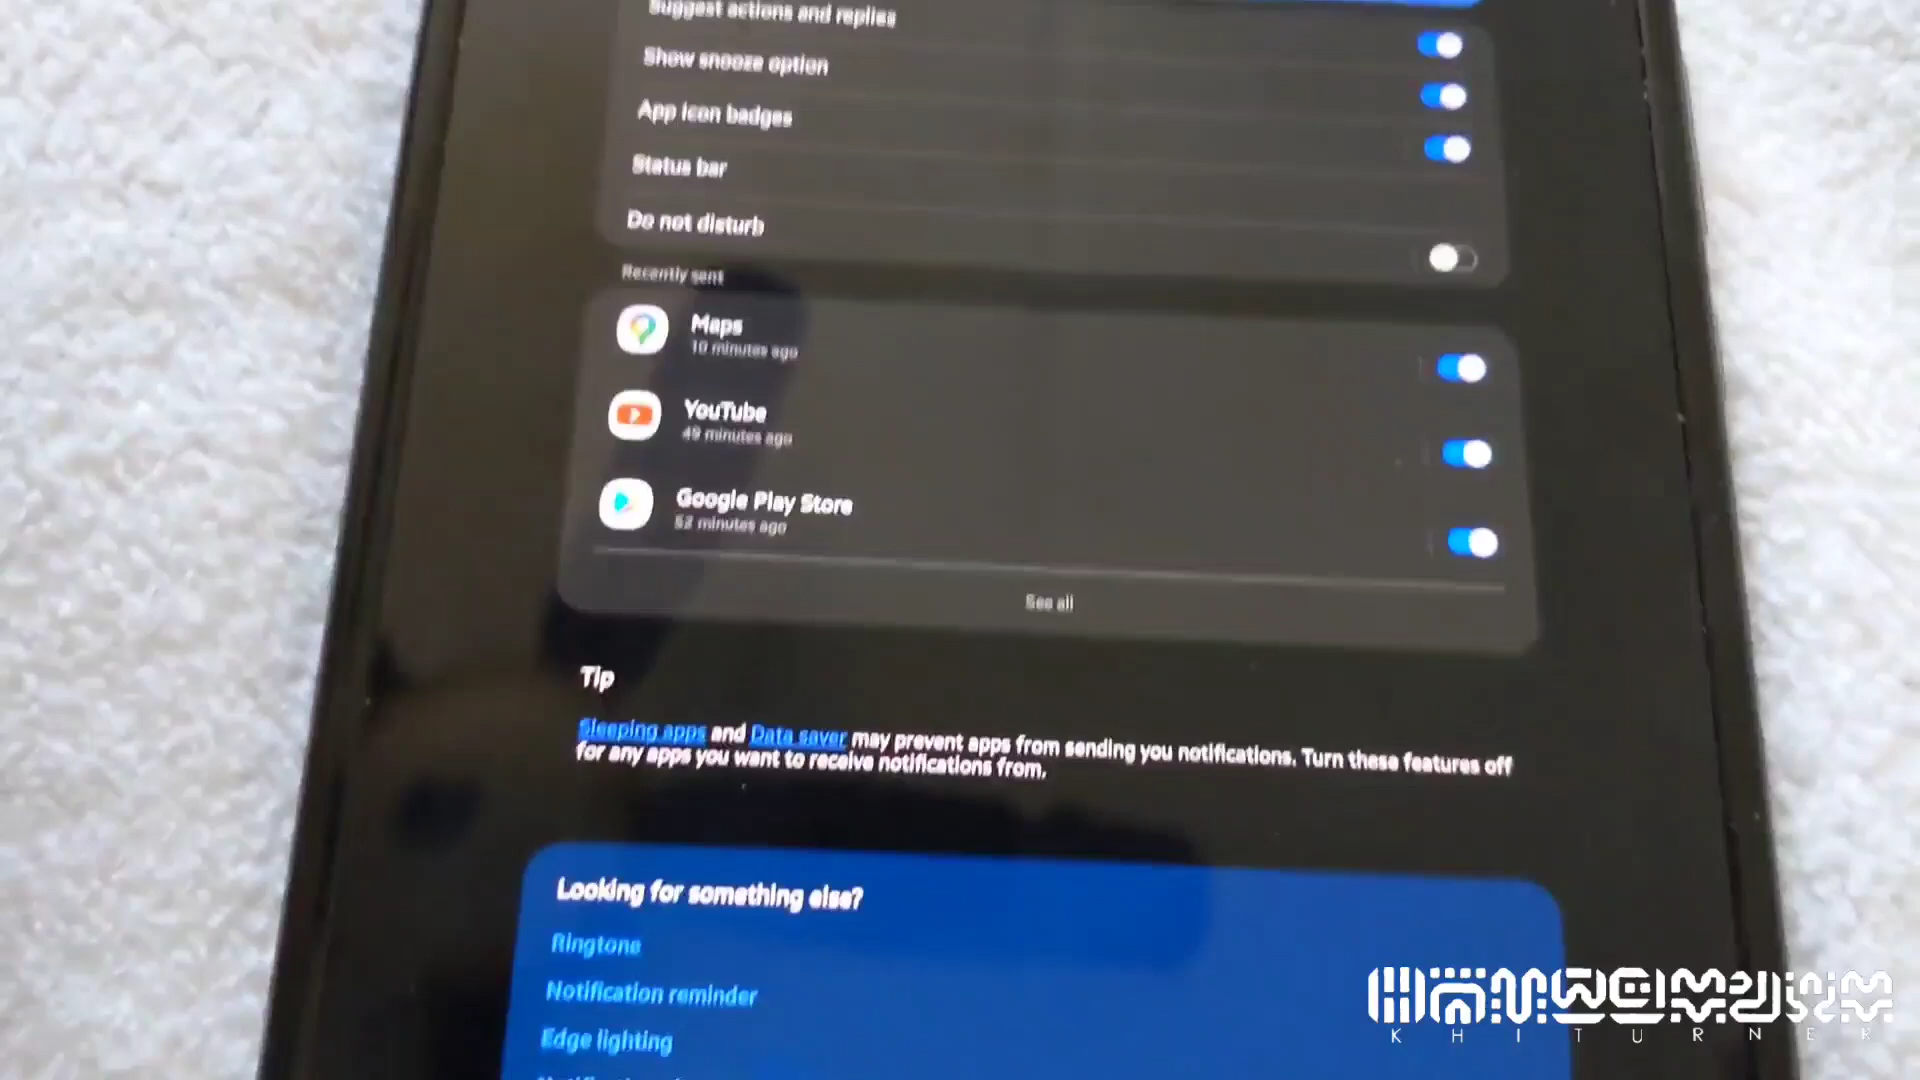 Suggest actions and replies
Show snooze option
App icon badges
Status bar
Do not disturb
Recently sent
Maps
10 minutes ago
YouTube
49 minutes ago
Google Play Store
52 minutes ago
See all
Tip
Sleeping apps and Data saver may prevent apps from sending you notifications. Turn these features off
for any apps you want to receive notifications from.
Looking for something else?
Ringtone
Notification reminder
Edge lighting
KHITURNER